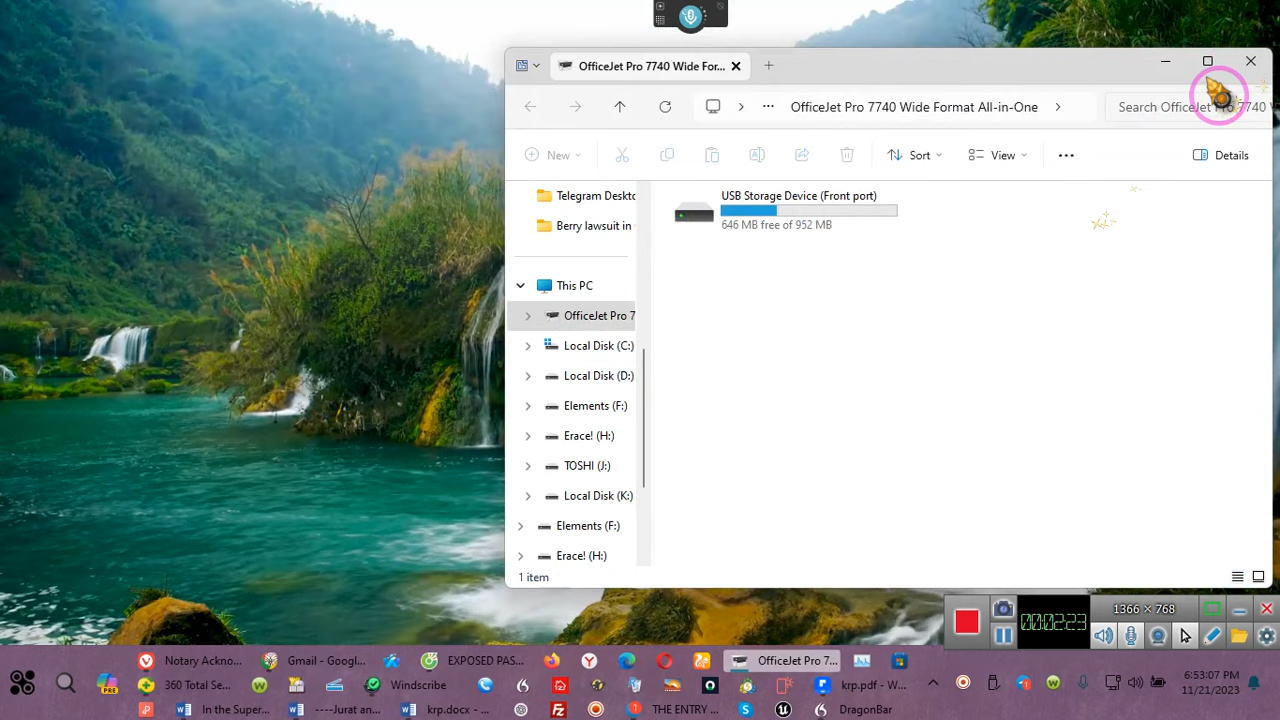 OfficeJet Pro 7740 Wide For...
OfficeJet Pro 7740 Wide Format All-in-One
Search OfficeJet Pro 7740
New
Sort
View
Details
Telegram Deskto
Berry lawsuit in
This PC
OfficeJet Pro 7
Local Disk (C:)
Local Disk (D:)
Elements (F:)
Erace! (H:)
TOSHI (J:)
Local Disk (K:)
Elements (F:)
Erace! (H:)
USB Storage Device (Front port)
646 MB free of 952 MB
1 item
00:02:23
1366 × 768
Notary Ackno...
Gmail - Googl...
EXPOSED PAS...
OfficeJet Pro 7...
360 Total Se...
Windscribe
krp.pdf - W...
In the Super...
----Jurat an...
krp.docx - ...
THE ENTRY ...
DragonBar
PRE
6:53:07 PM
11/21/2023